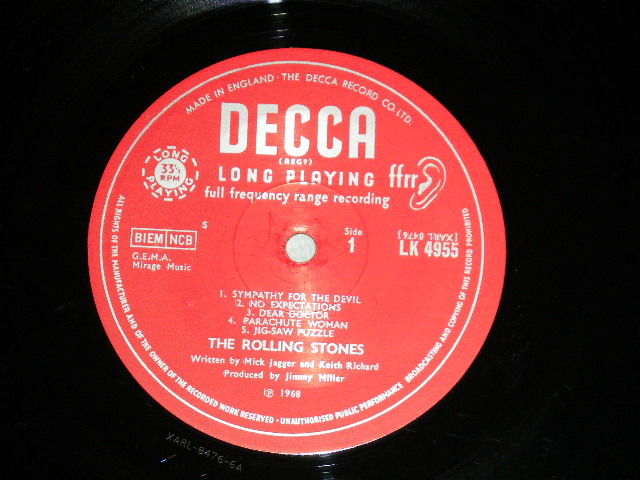 MADE IN ENGLAND · THE DECCA RECORD CO. LTD.
DECCA
(REGD)
LONG PLAYING
ffrr
full frequency range recording
LONG
33⅓
RPM
PLAYING
S
BIEM NCB
G.E.M.A.
Mirage Music
Side
1
[XARL 8476]
LK 4955
1. SYMPATHY FOR THE DEVIL
2. NO EXPECTATIONS
3. DEAR DOCTOR
4. PARACHUTE WOMAN
5. JIG-SAW PUZZLE
THE ROLLING STONES
Written by Mick Jagger and Keith Richard
Produced by Jimmy Miller
℗ 1968
ALL RIGHTS OF THE MANUFACTURER AND OF THE OWNER OF THE RECORDED WORK RESERVED · UNAUTHORISED PUBLIC PERFORMANCE BROADCASTING AND COPYING OF THIS RECORD PROHIBITED
XARL-8476-6A